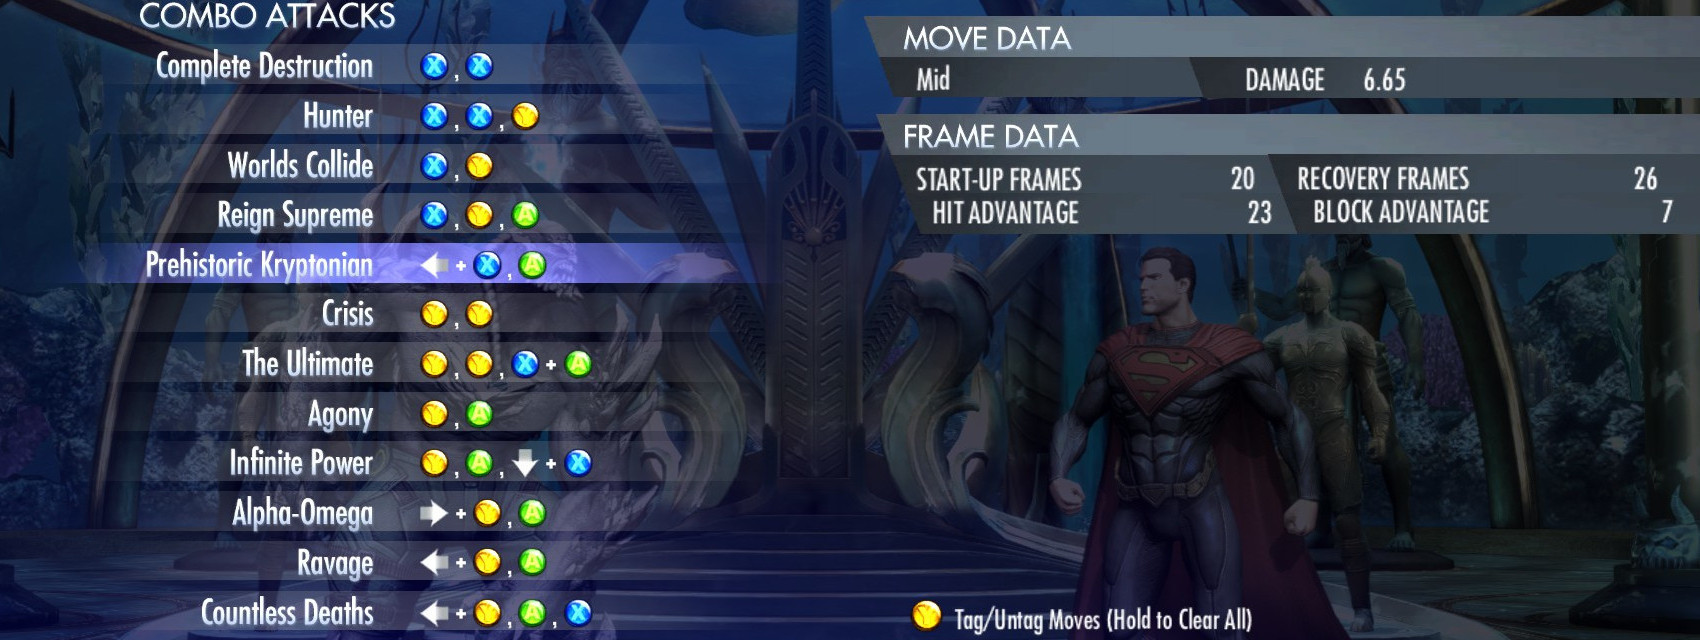 COMBO ATTACKS
Complete Destruction X , X
Hunter X , X , Y
Worlds Collide X , Y
Reign Supreme X , Y , A
Prehistoric Kryptonian + X , A
Crisis Y , Y
The Ultimate Y , Y , X + A
Agony Y , A
Infinite Power Y , A , + X
Alpha-Omega + Y , A
Ravage + Y , A
Countless Deaths + Y , A , X
MOVE DATA
Mid DAMAGE 6.65
FRAME DATA
START-UP FRAMES 20 RECOVERY FRAMES 26
HIT ADVANTAGE 23 BLOCK ADVANTAGE 7
Y Tag/Untag Moves (Hold to Clear All)